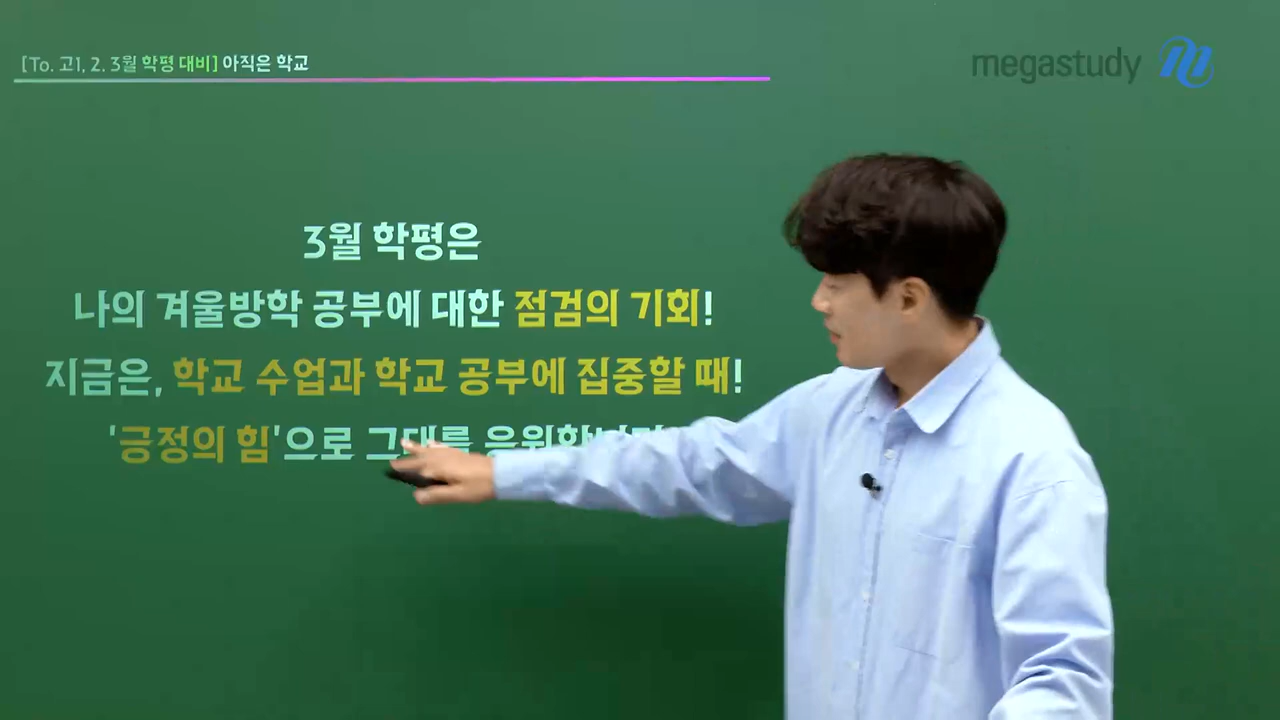 [To. 고1, 2. 3월 학평 대비] 아직은 학교
megastudy
3월 학평은
나의 겨울방학 공부에 대한 점검의 기회!
지금은, 학교 수업과 학교 공부에 집중할 때!
'긍정의 힘'으로 그대를